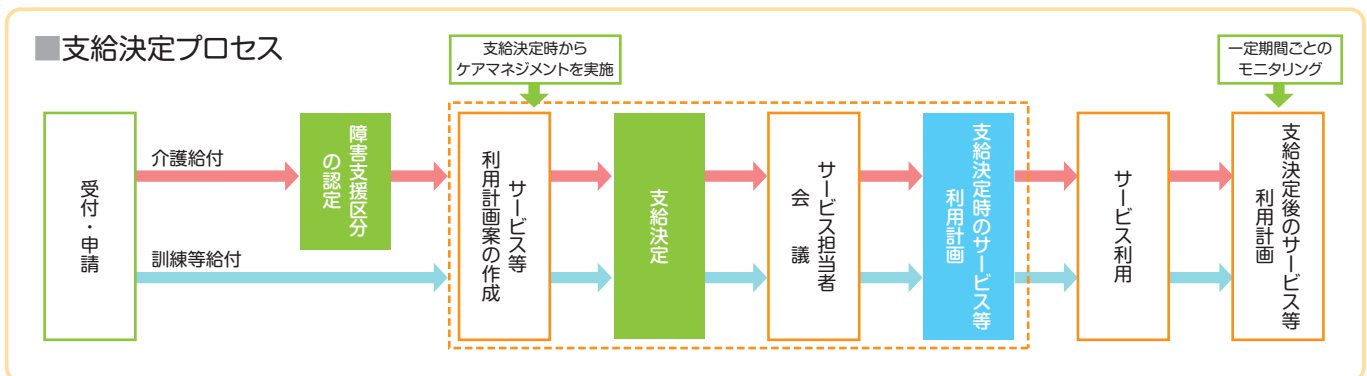 ■支給決定プロセス
支給決定時から
ケアマネジメントを実施
一定期間ごとの
モニタリング
受付・申請
介護給付
訓練等給付
障害支援区分
の認定
サービス等
利用計画案の作成
支給決定
サービス担当者
会議
支給決定時のサービス等
利用計画
サービス利用
支給決定後のサービス等
利用計画